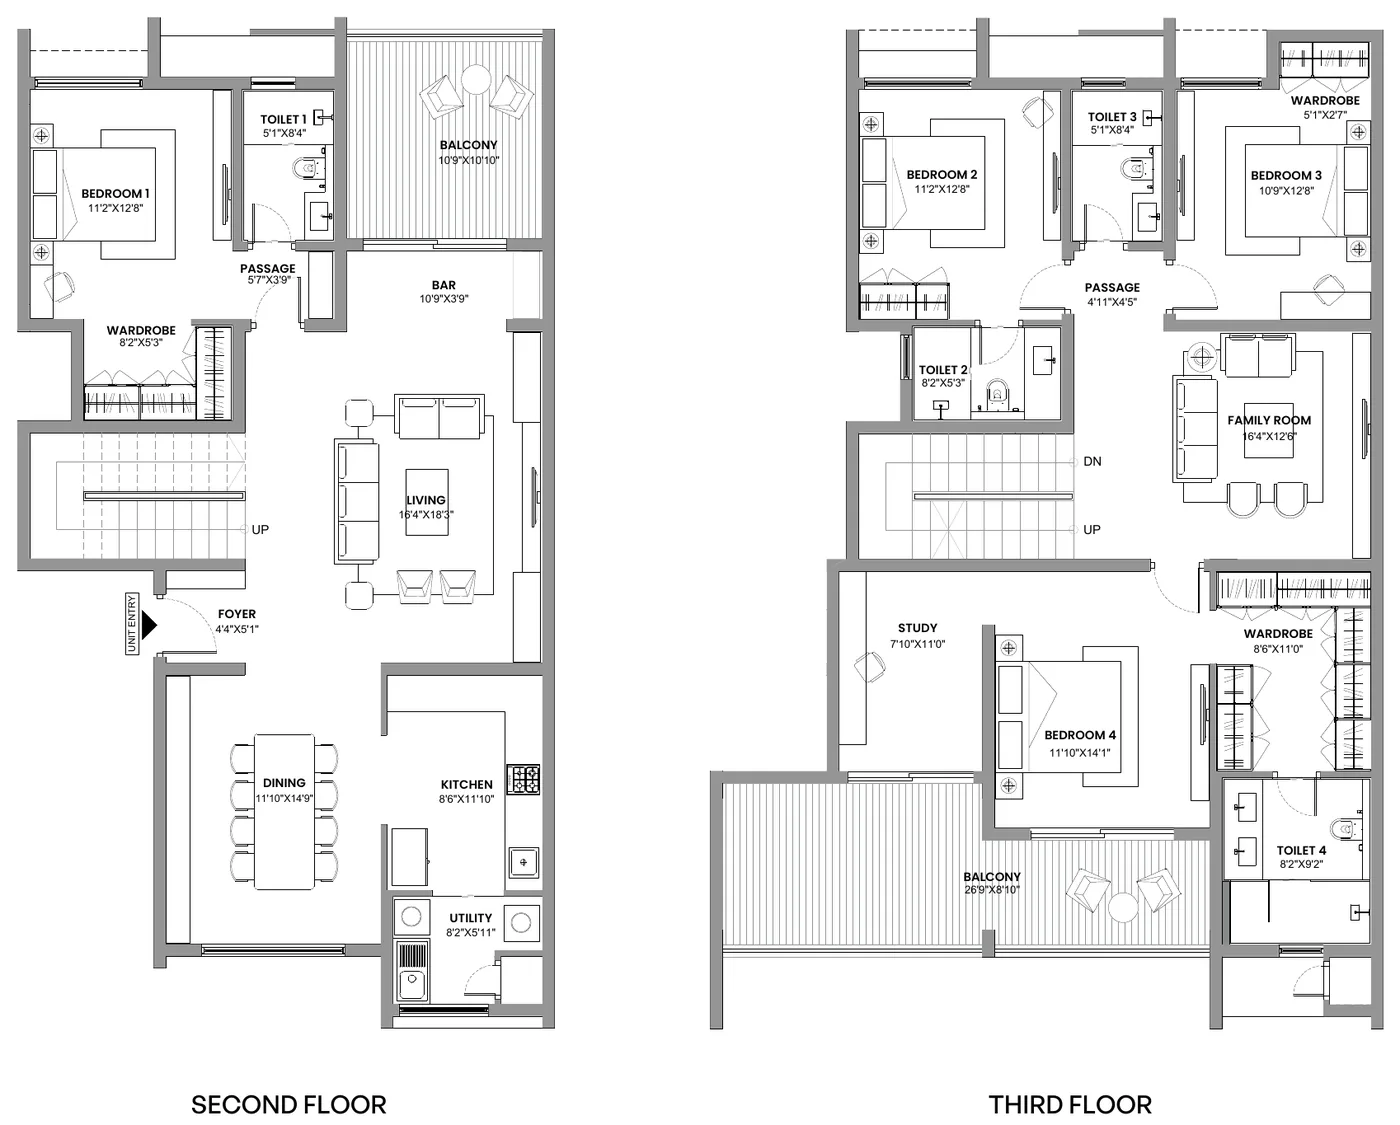 TOILET 1
5'1"X8'4"
BALCONY
10'9"X10'10"
BEDROOM 1
11'2"X12'8"
PASSAGE
5'7"X3'9"
BAR
10'9"X3'9"
WARDROBE
8'2"X5'3"
LIVING
16'4"X18'3"
UP
UNIT ENTRY
FOYER
4'4"X5'1"
DINING
11'10"X14'9"
KITCHEN
8'6"X11'10"
UTILITY
8'2"X5'11"
SECOND FLOOR
WARDROBE
5'1"X2'7"
TOILET 3
5'1"X8'4"
BEDROOM 2
11'2"X12'8"
BEDROOM 3
10'9"X12'8"
PASSAGE
4'11"X4'5"
TOILET 2
8'2"X5'3"
FAMILY ROOM
16'4"X12'6"
DN
UP
STUDY
7'10"X11'0"
WARDROBE
8'6"X11'0"
BEDROOM 4
11'10"X14'1"
TOILET 4
8'2"X9'2"
BALCONY
26'9"X8'10"
THIRD FLOOR